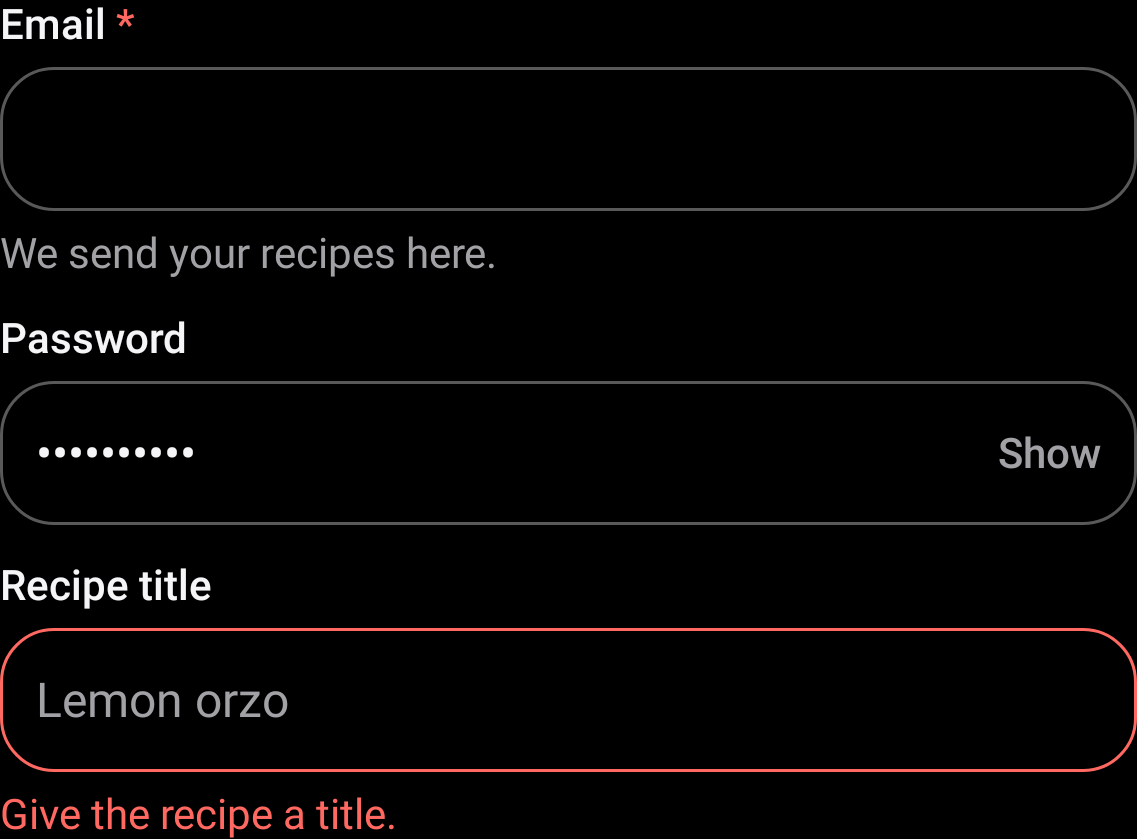 Email *
We send your recipes here.
Password
•••••••••• Show
Recipe title
Lemon orzo
Give the recipe a title.